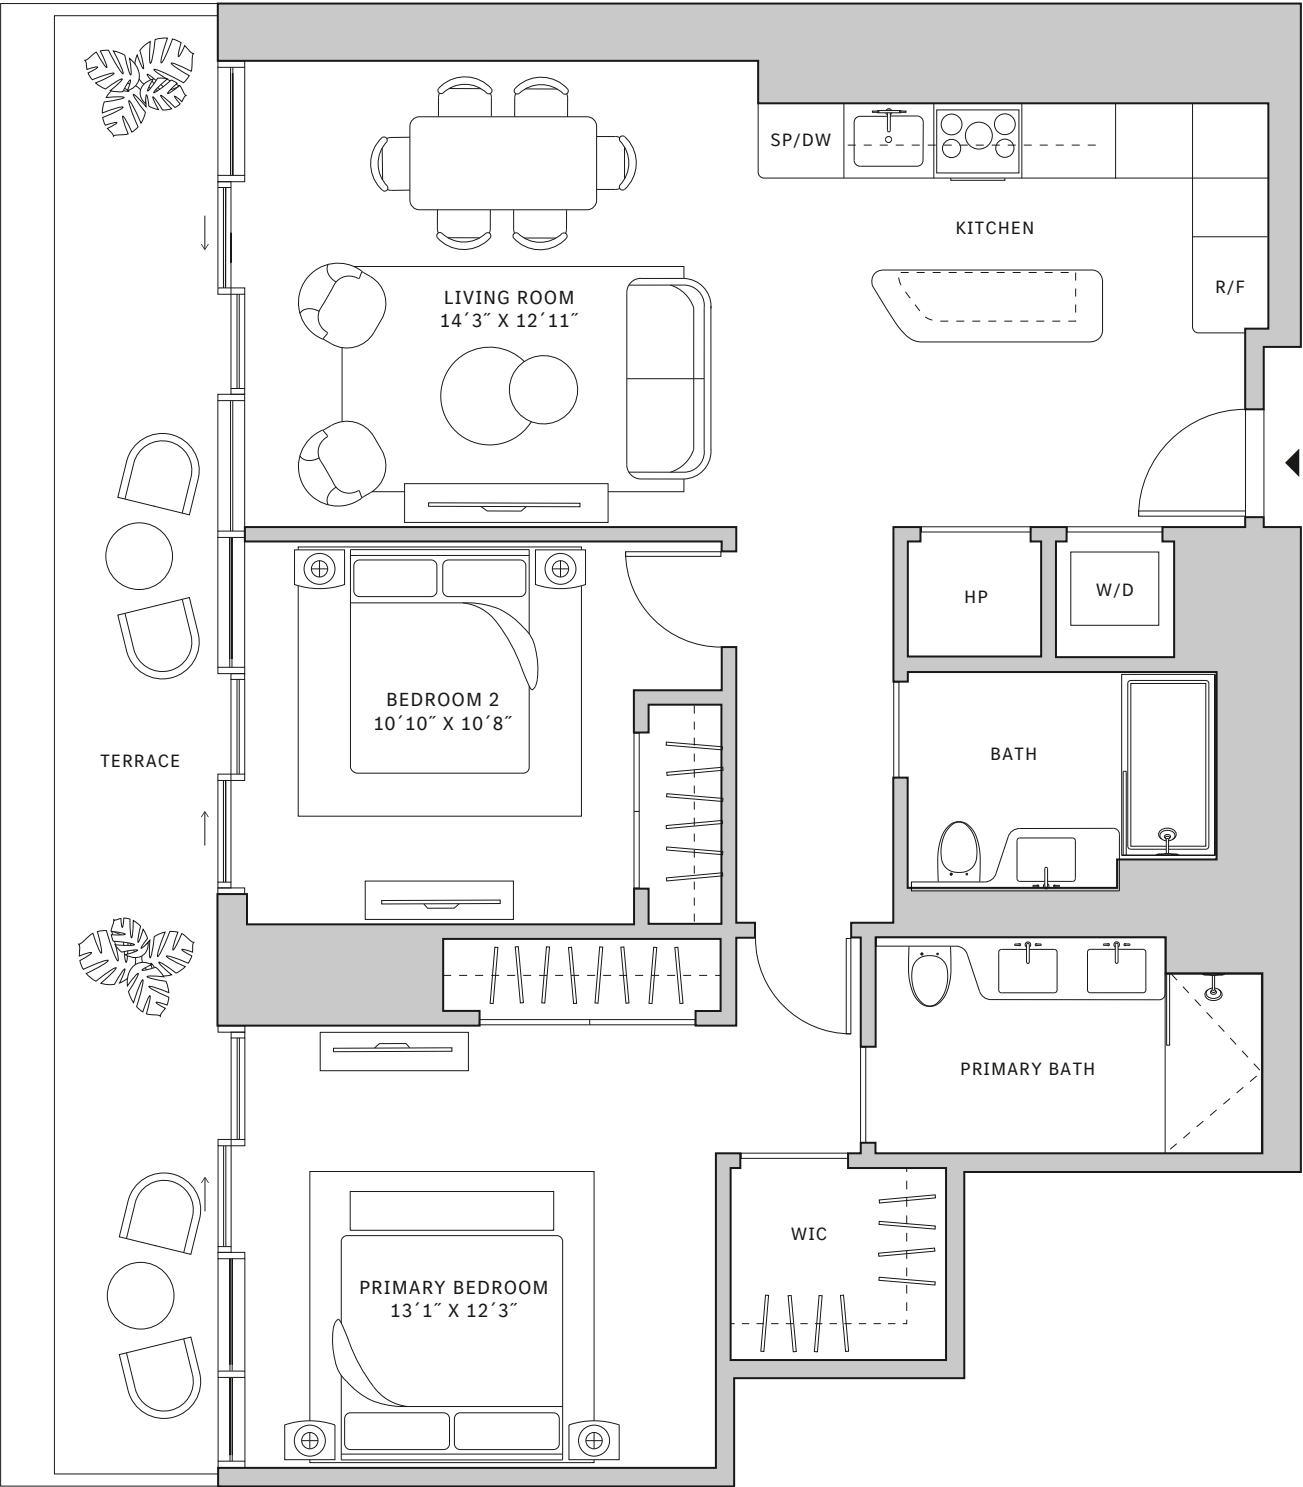 SP/DW
KITCHEN
R/F
LIVING ROOM
14´3˝ X 12´11˝
HP
W/D
BEDROOM 2
10´10˝ X 10´8˝
BATH
TERRACE
PRIMARY BATH
WIC
PRIMARY BEDROOM
13´1˝ X 12´3˝